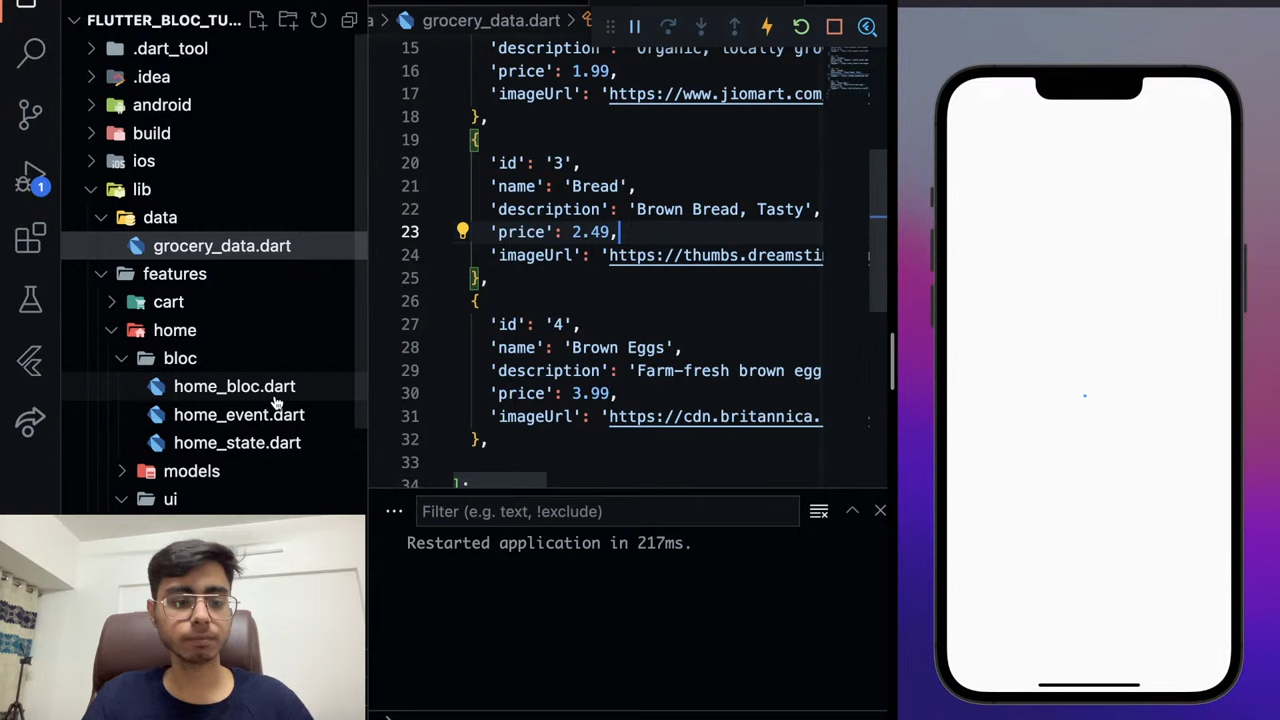 FLUTTER_BLOC_TU...
.dart_tool
.idea
android
build
ios
lib
data
grocery_data.dart
features
cart
home
bloc
home_bloc.dart
home_event.dart
home_state.dart
models
ui
1
grocery_data.dart
15 'description': 'Organic, locally gro
16 'price': 1.99,
17 'imageUrl': 'https://www.jiomart.com
18 },
19 {
20 'id': '3',
21 'name': 'Bread',
22 'description': 'Brown Bread, Tasty',
23 'price': 2.49,
24 'imageUrl': 'https://thumbs.dreamsti
25 },
26 {
27 'id': '4',
28 'name': 'Brown Eggs',
29 'description': 'Farm-fresh brown egg
30 'price': 3.99,
31 'imageUrl': 'https://cdn.britannica.
32 },
33
34 ];
Filter (e.g. text, !exclude)
Restarted application in 217ms.